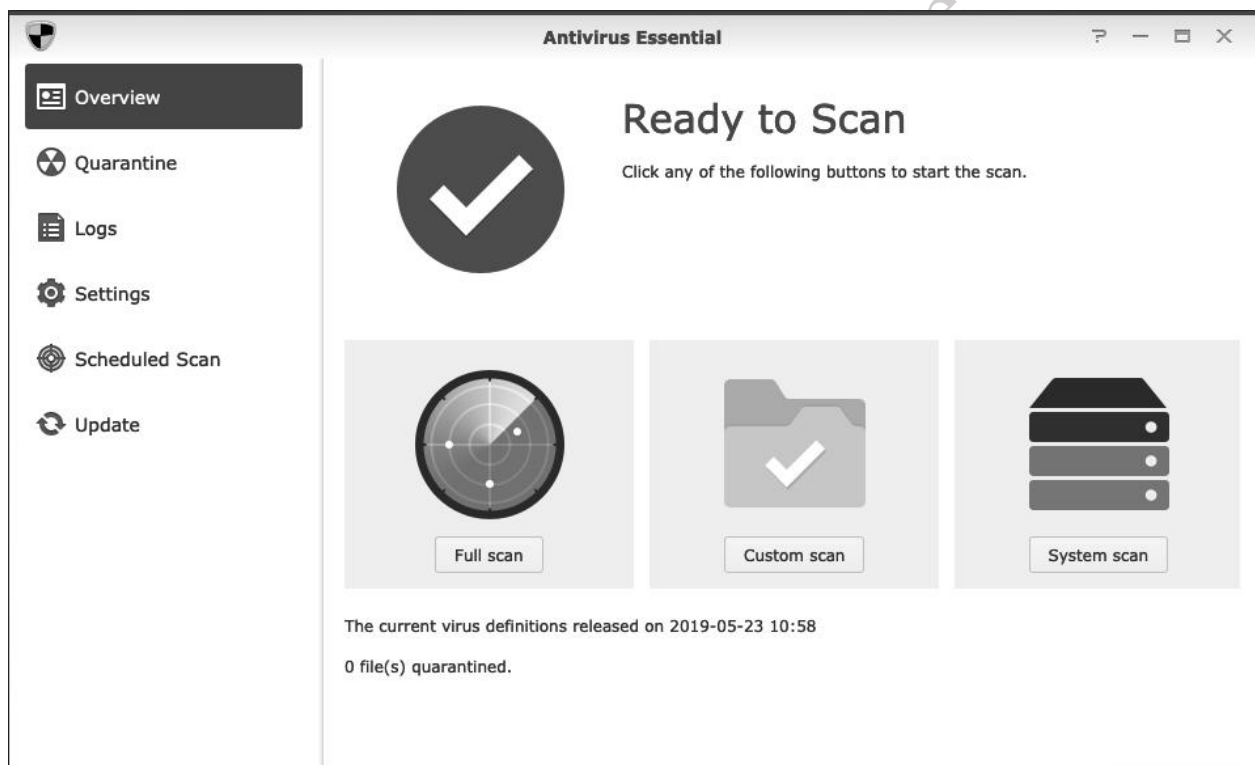 Antivirus Essential
Overview
Quarantine
Logs
Settings
Scheduled Scan
Update
Ready to Scan
Click any of the following buttons to start the scan.
Full scan
Custom scan
System scan
The current virus definitions released on 2019-05-23 10:58
0 file(s) quarantined.